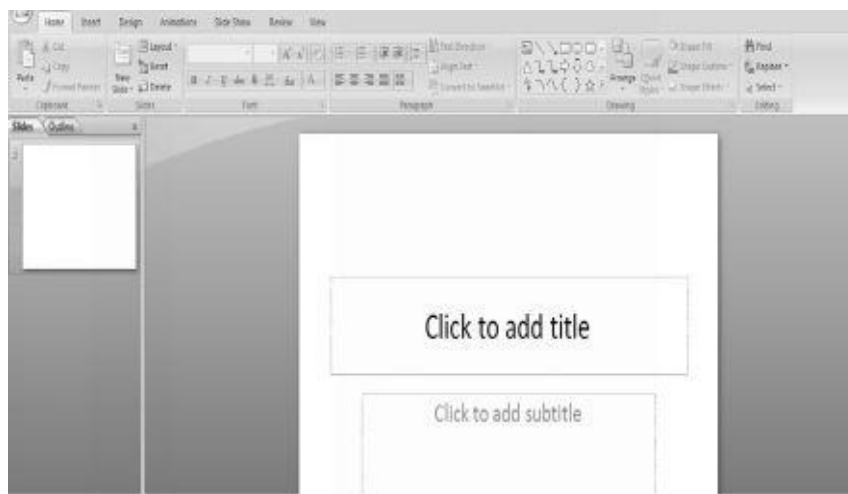 Home Insert Design Animations Slide Show Review View
Cut
Copy
Format Painter
Paste
Clipboard
New
Slide
Layout
Reset
Delete
Slides
Font
Text Direction
Align Text
Convert to SmartArt
Paragraph
Arrange
Quick
Styles
Shape Fill
Shape Outline
Shape Effects
Drawing
Find
Replace
Select
Editing
Slides Outline
Click to add title
Click to add subtitle